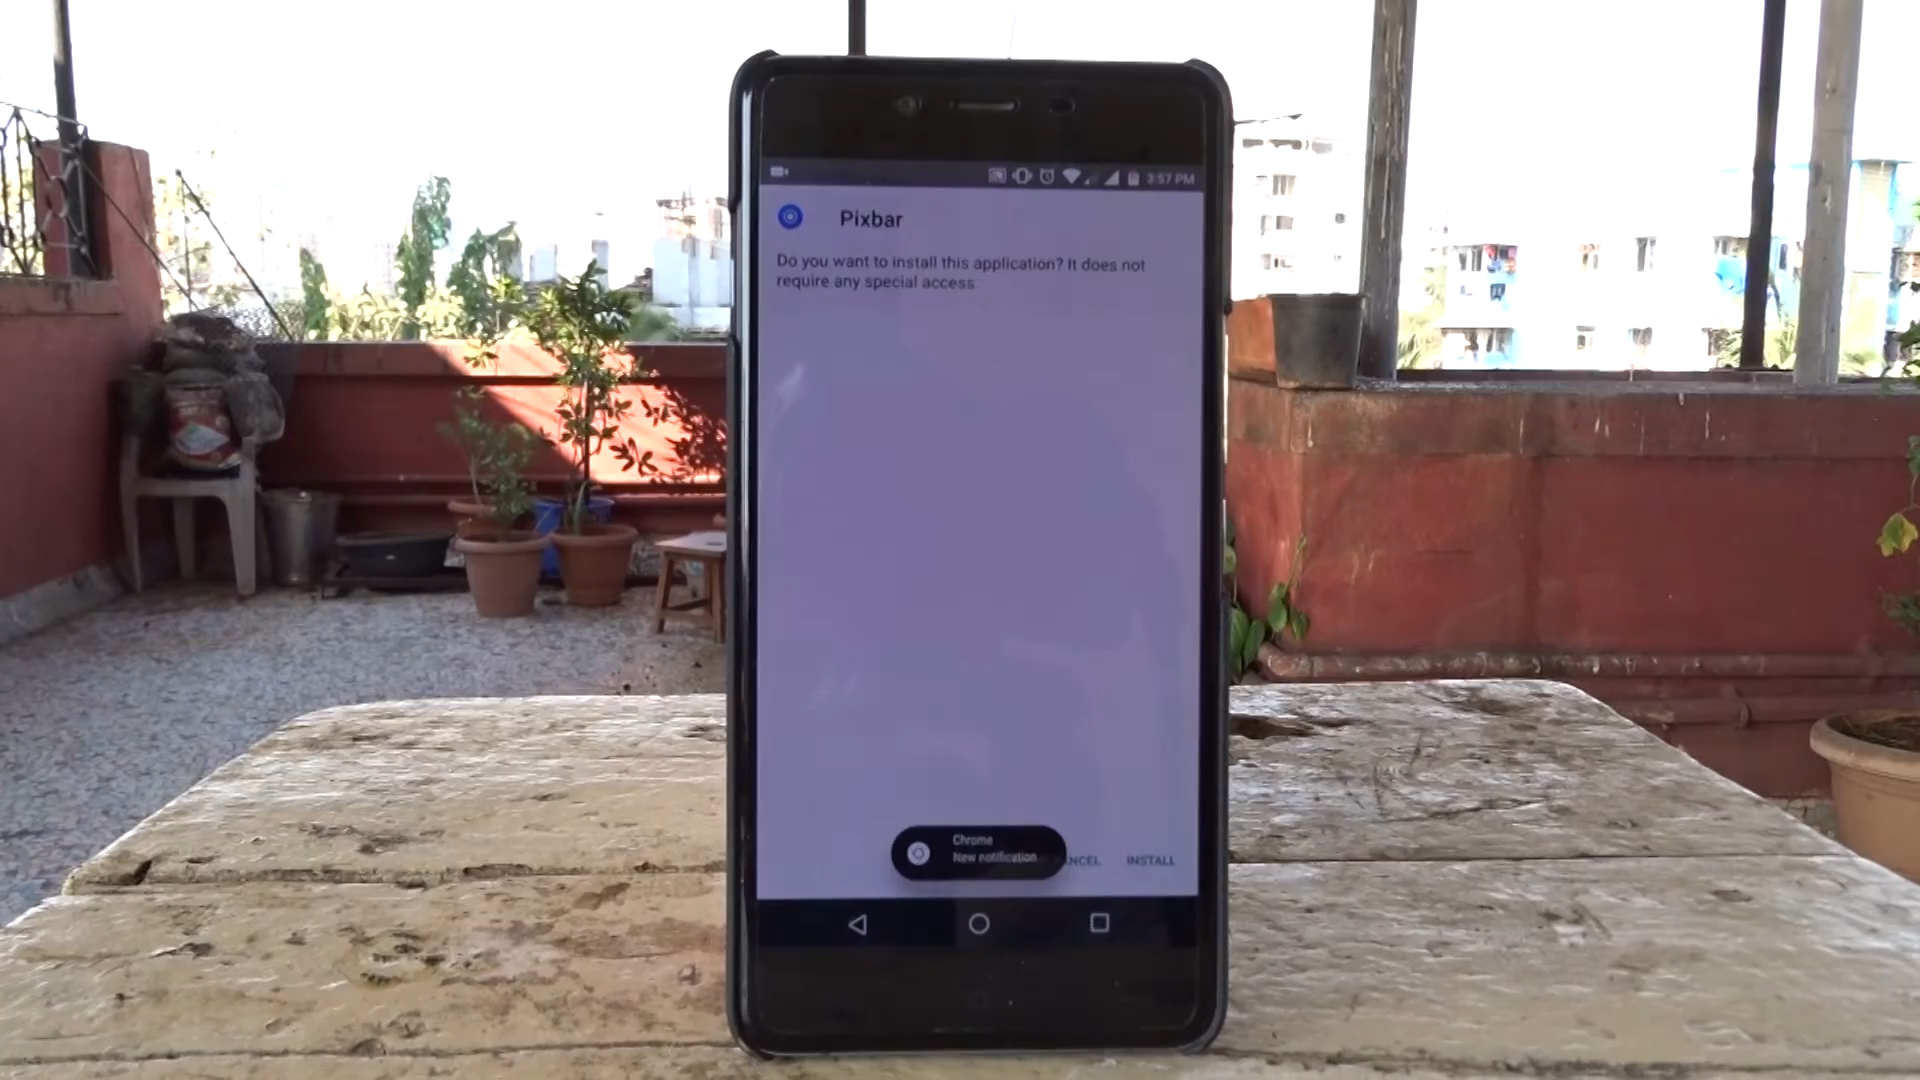 3:57 PM
Pixbar
Do you want to install this application? It does not
require any special access
Chrome
New notification
ANCEL INSTALL